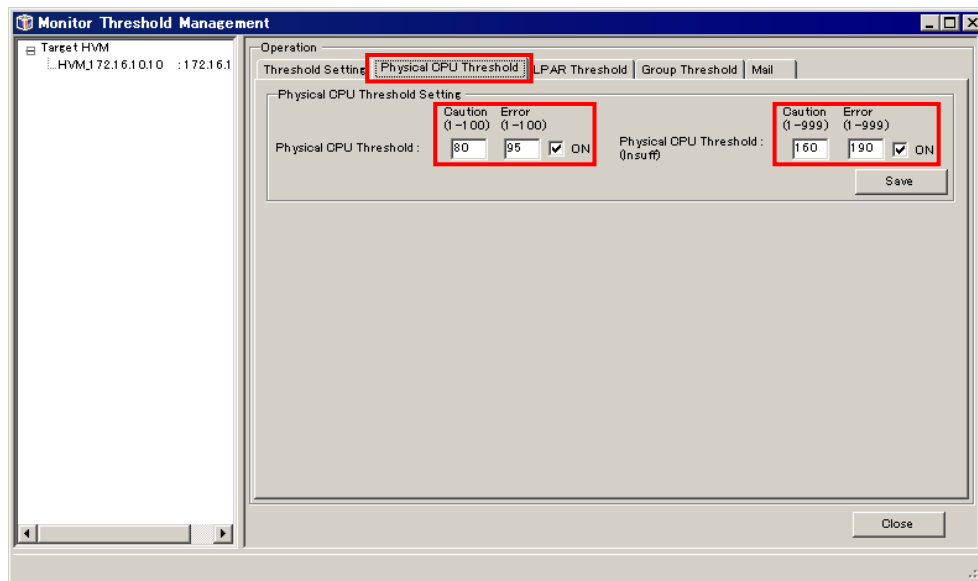 Monitor Threshold Management
Target HVM
HVM_172.16.10.10 : 172.16.1
Operation
Threshold Setting Physical CPU Threshold LPAR Threshold Group Threshold Mail
Physical CPU Threshold Setting
Caution Error Caution Error
(1-100) (1-100) (1-999) (1-999)
Physical CPU Threshold : 80 95 ON Physical CPU Threshold : 160 190 ON
(Insuff)
Save
Close